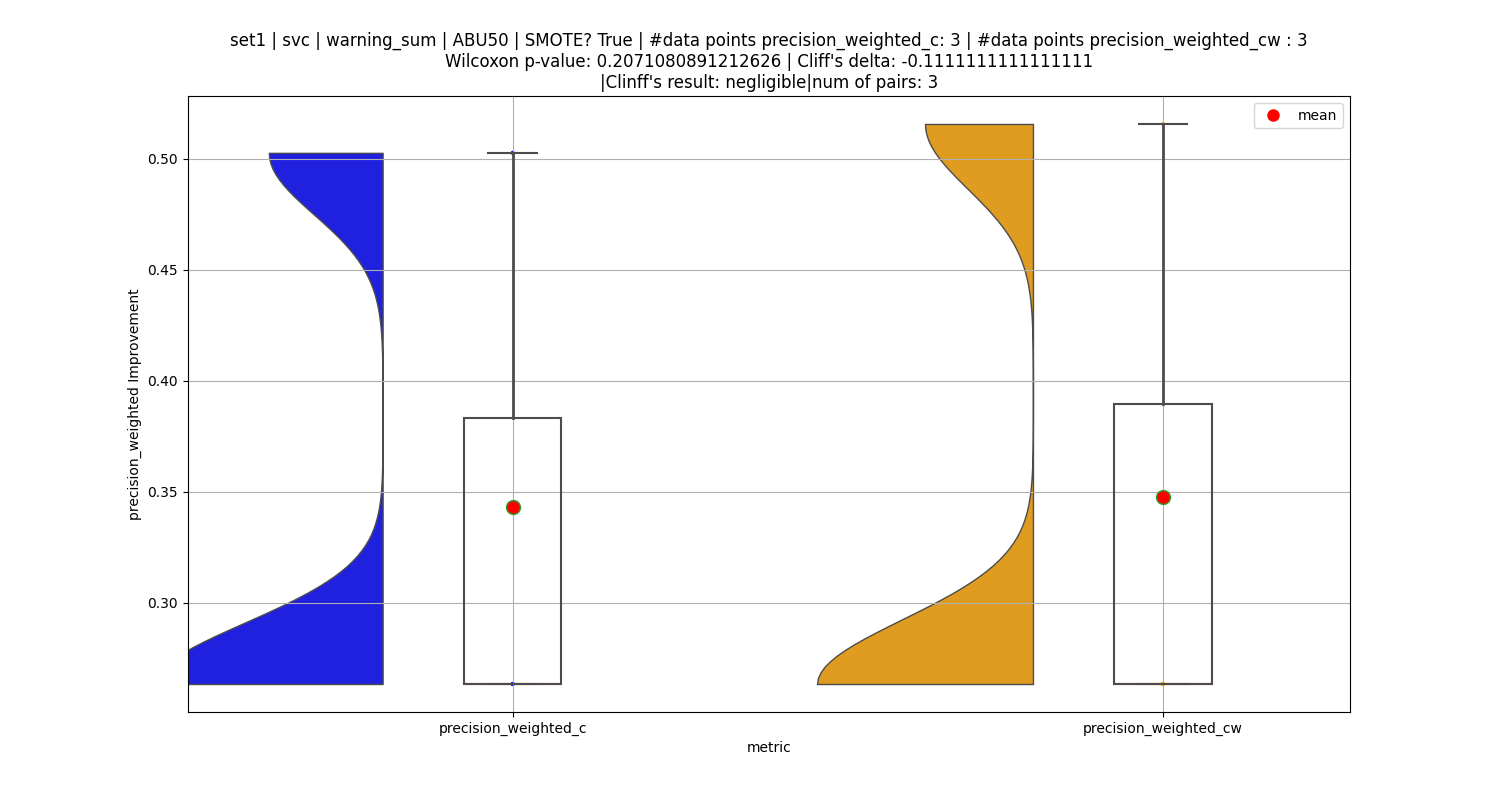 set1 | svc | warning_sum | ABU50 | SMOTE? True | #data points precision_weighted_c: 3 | #data points precision_weighted_cw : 3
Wilcoxon p-value: 0.2071080891212626 | Cliff's delta: -0.1111111111111111
|Clinff's result: negligible|num of pairs: 3
mean
precision_weighted Improvement
0.50
0.45
0.40
0.35
0.30
precision_weighted_c
precision_weighted_cw
metric